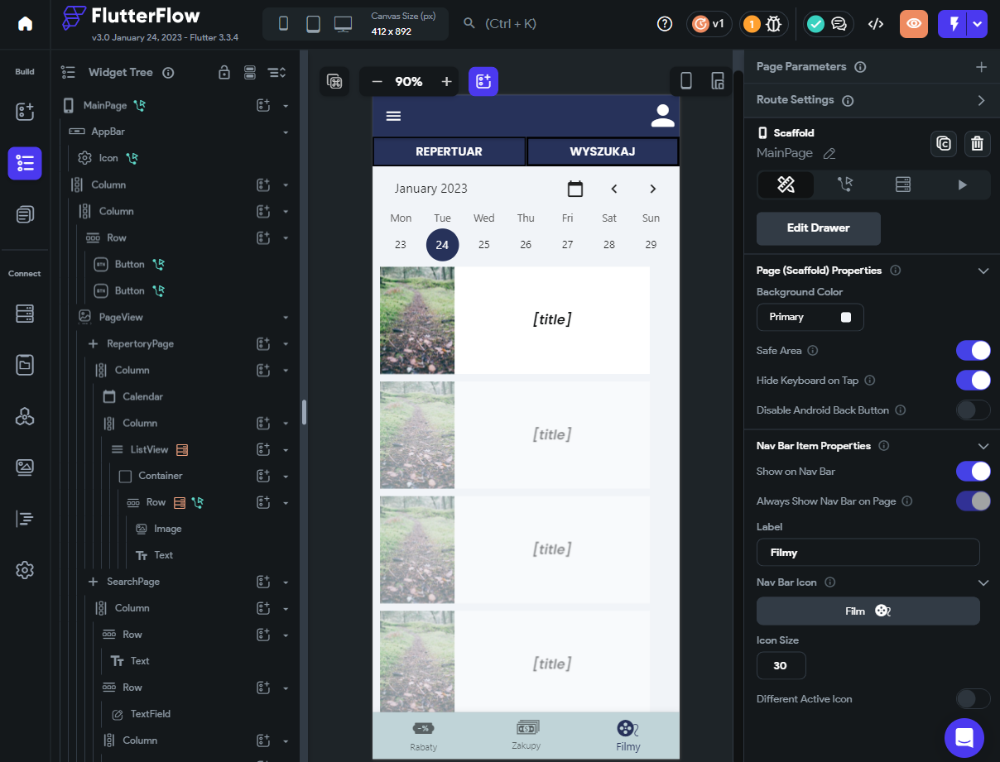 FlutterFlow
v3.0 January 24, 2023 - Flutter 3.3.4
Canvas Size (px)
412 x 892
(Ctrl + K)
v1
1
Build
Connect
Widget Tree
MainPage
AppBar
Icon
Column
Column
Row
Button
Button
PageView
RepertoryPage
Column
Calendar
Column
ListView
Container
Row
Image
Text
SearchPage
Column
Row
Text
Row
TextField
Column
90%
REPERTUAR
WYSZUKAJ
January 2023
Mon Tue Wed Thu Fri Sat Sun
23 24 25 26 27 28 29
[title]
[title]
[title]
[title]
-%
Rabaty
Zakupy
Filmy
Page Parameters
Route Settings
Scaffold
MainPage
Edit Drawer
Page (Scaffold) Properties
Background Color
Primary
Safe Area
Hide Keyboard on Tap
Disable Android Back Button
Nav Bar Item Properties
Show on Nav Bar
Always Show Nav Bar on Page
Label
Filmy
Nav Bar Icon
Film
Icon Size
30
Different Active Icon